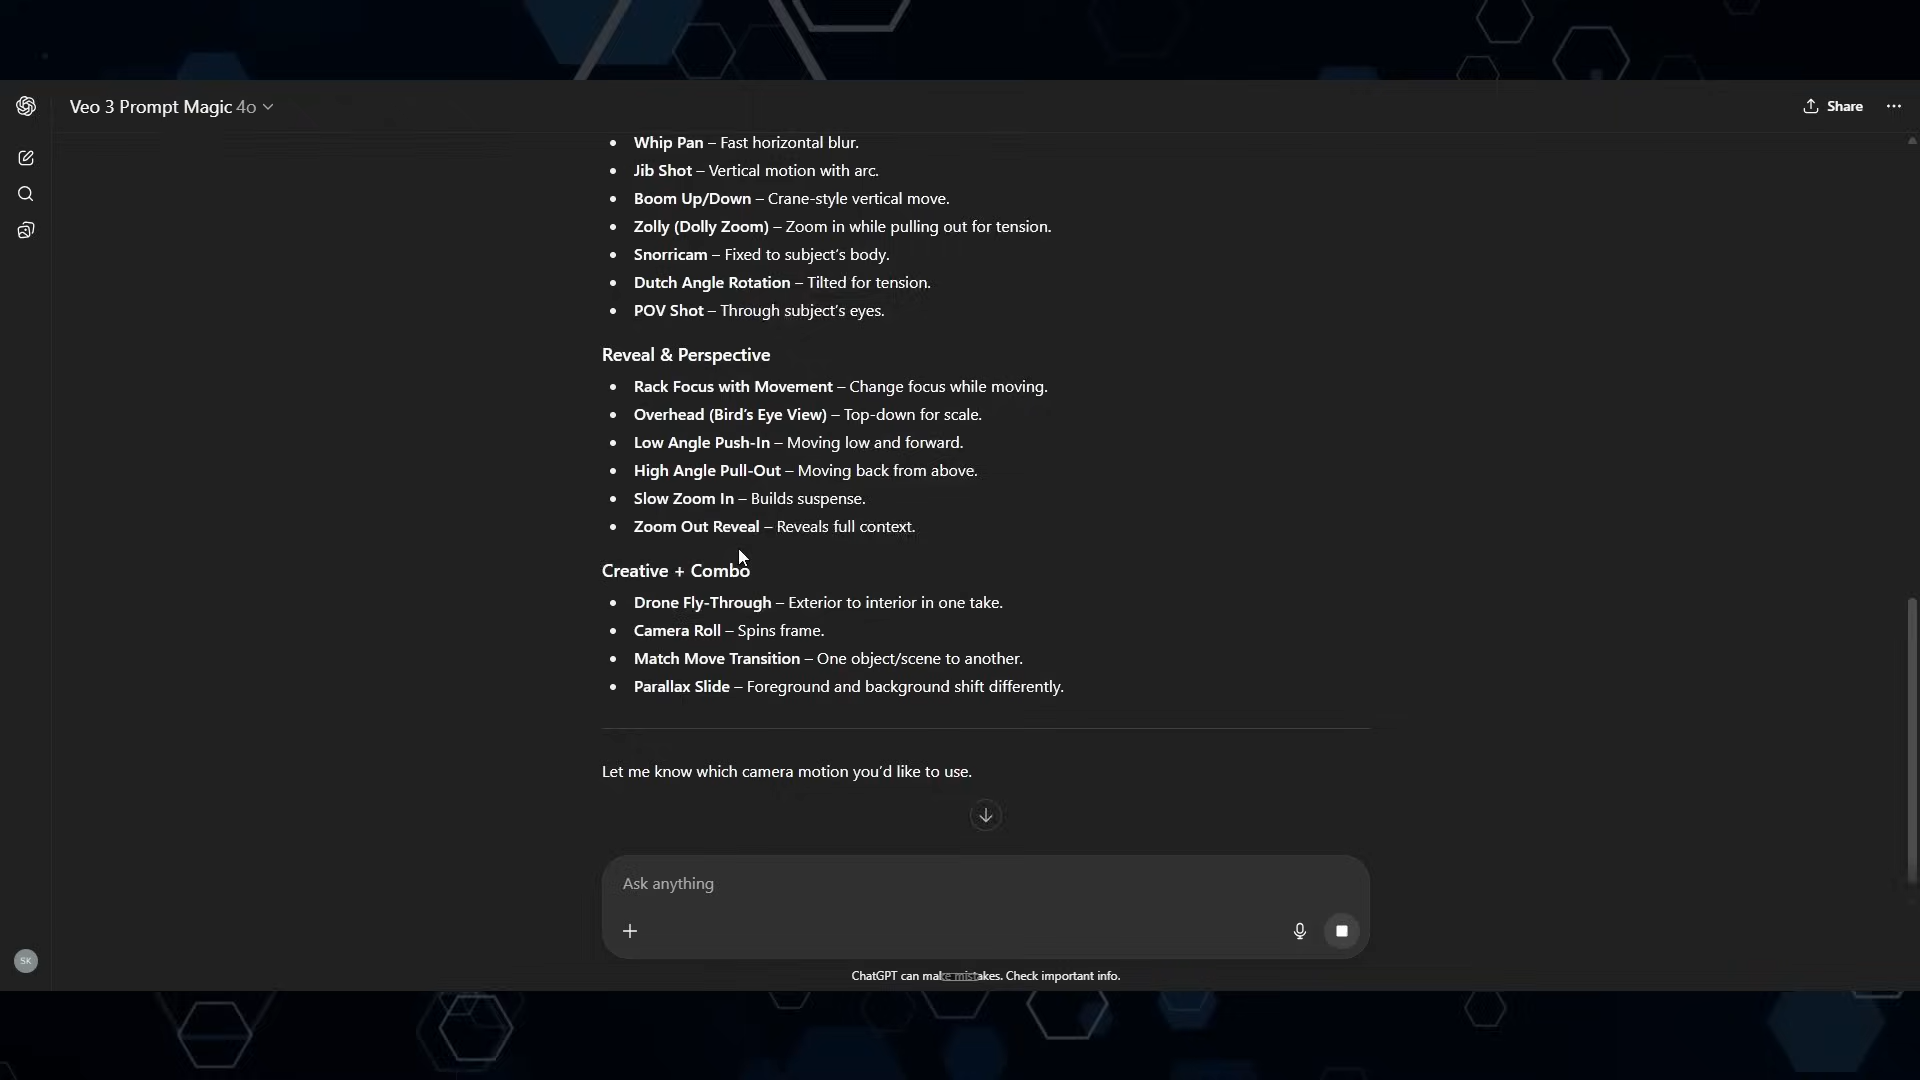 Veo 3 Prompt Magic 4o
Share
Whip Pan – Fast horizontal blur.
Jib Shot – Vertical motion with arc.
Boom Up/Down – Crane-style vertical move.
Zolly (Dolly Zoom) – Zoom in while pulling out for tension.
Snorricam – Fixed to subject's body.
Dutch Angle Rotation – Tilted for tension.
POV Shot – Through subject's eyes.
Reveal & Perspective
Rack Focus with Movement – Change focus while moving.
Overhead (Bird's Eye View) – Top-down for scale.
Low Angle Push-In – Moving low and forward.
High Angle Pull-Out – Moving back from above.
Slow Zoom In – Builds suspense.
Zoom Out Reveal – Reveals full context.
Creative + Combo
Drone Fly-Through – Exterior to interior in one take.
Camera Roll – Spins frame.
Match Move Transition – One object/scene to another.
Parallax Slide – Foreground and background shift differently.
Let me know which camera motion you'd like to use.
Ask anything
SK
ChatGPT can make mistakes. Check important info.